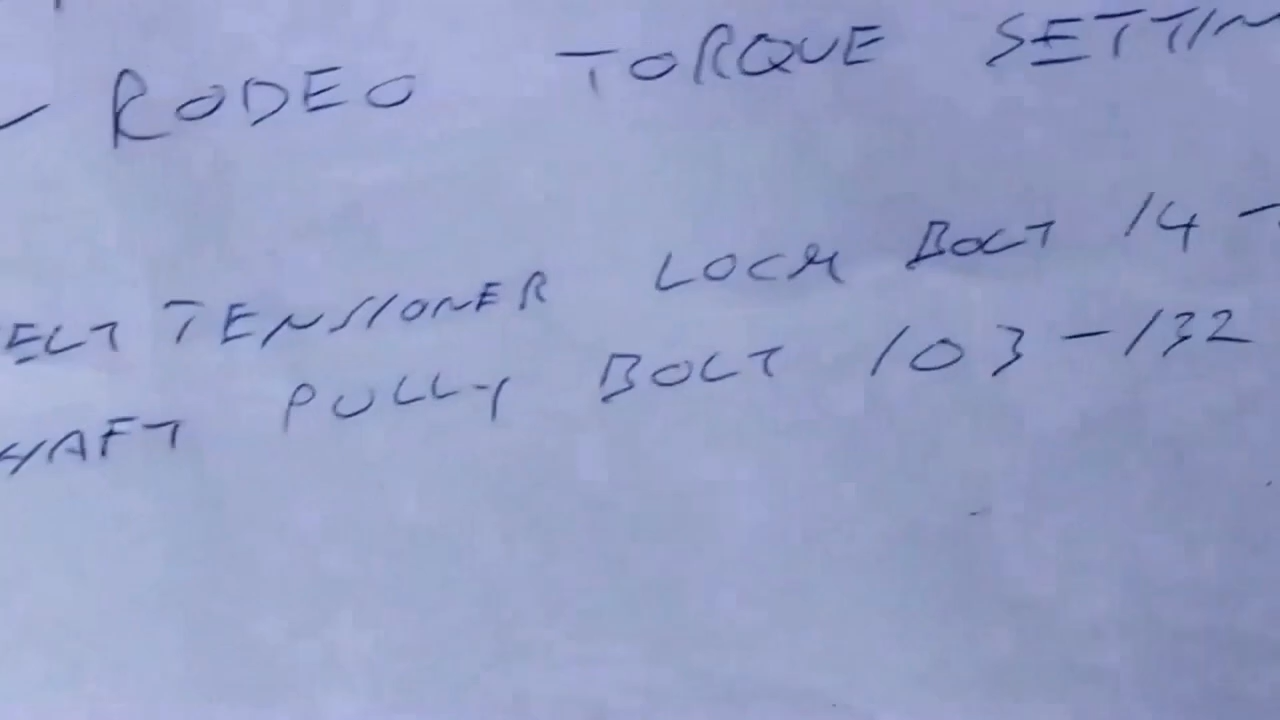 RODEO TORQUE SETTIN
ELT TENSIONER LOCK BOLT 14 -
HAFT PULLY BOLT 103 - 132